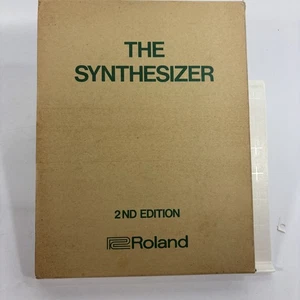 THE
SYNTHESIZER
2ND EDITION
Roland